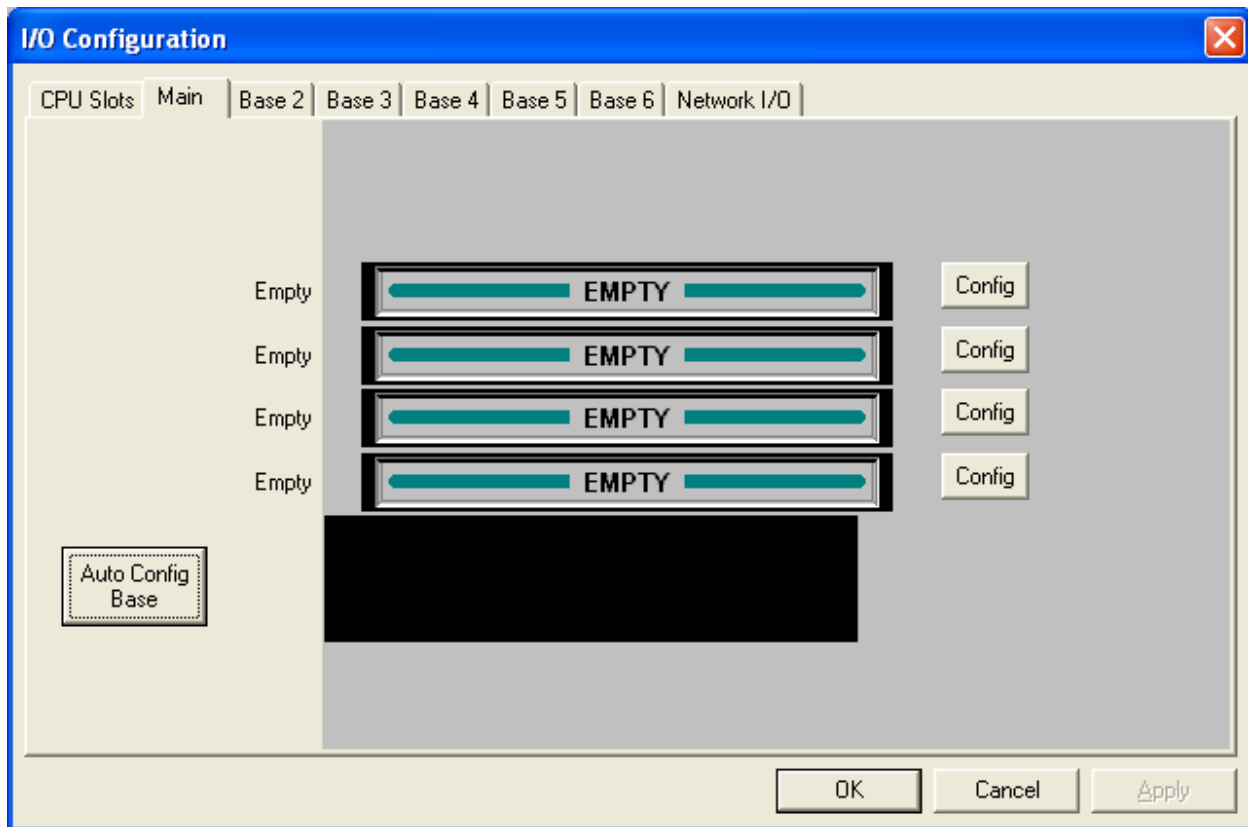 I/O Configuration
CPU Slots Main Base 2 Base 3 Base 4 Base 5 Base 6 Network I/O
Empty EMPTY Config
Empty EMPTY Config
Empty EMPTY Config
Empty EMPTY Config
Auto Config
Base
OK Cancel Apply